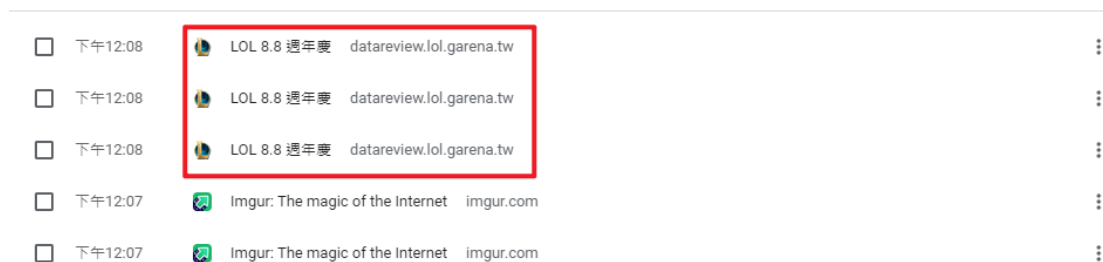 下午12:08 LOL 8.8 週年慶 datareview.lol.garena.tw
下午12:08 LOL 8.8 週年慶 datareview.lol.garena.tw
下午12:08 LOL 8.8 週年慶 datareview.lol.garena.tw
下午12:07 Imgur: The magic of the Internet imgur.com
下午12:07 Imgur: The magic of the Internet imgur.com